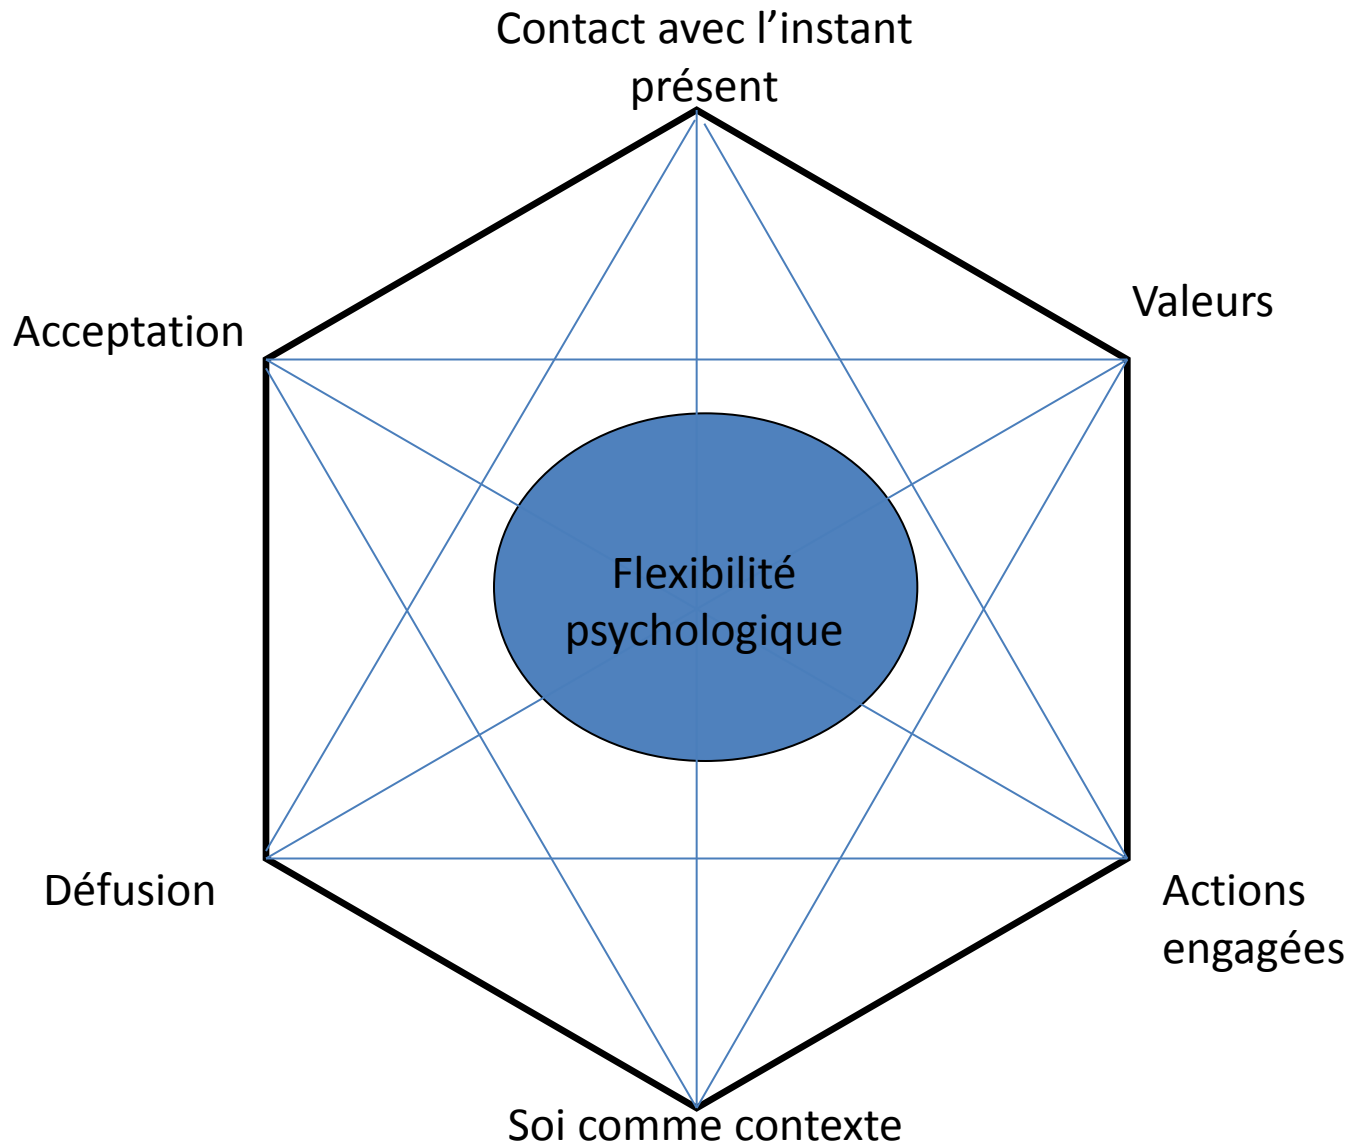 Contact avec l’instant
présent
Valeurs
Acceptation
Flexibilité
psychologique
Défusion
Actions
engagées
Soi comme contexte